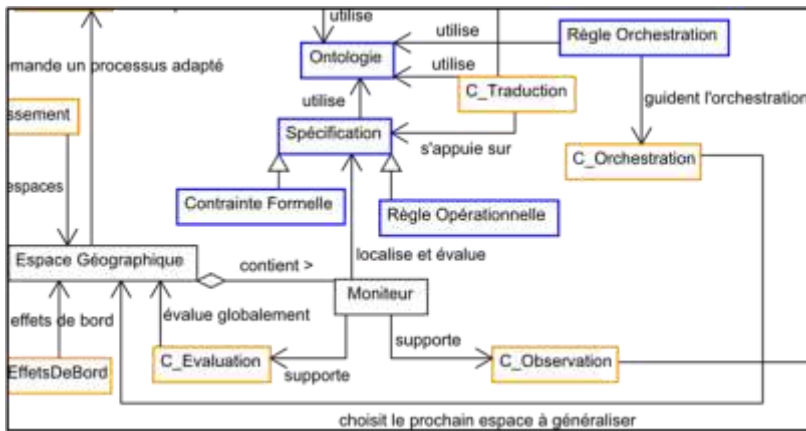 utilise
utilise
Règle Orchestration
Ontologie
emande un processus adapté
utilise
C_Traduction
utilise
guident l'orchestration
issement
Spécification
s'appuie sur
C_Orchestration
espaces
Contrainte Formelle
Règle Opérationnelle
Espace Géographique
contient >
localise et évalue
Moniteur
effets de bord
évalue globalement
supporte
EffetsDeBord
C_Evaluation
supporte
C_Observation
choisit le prochain espace à généraliser